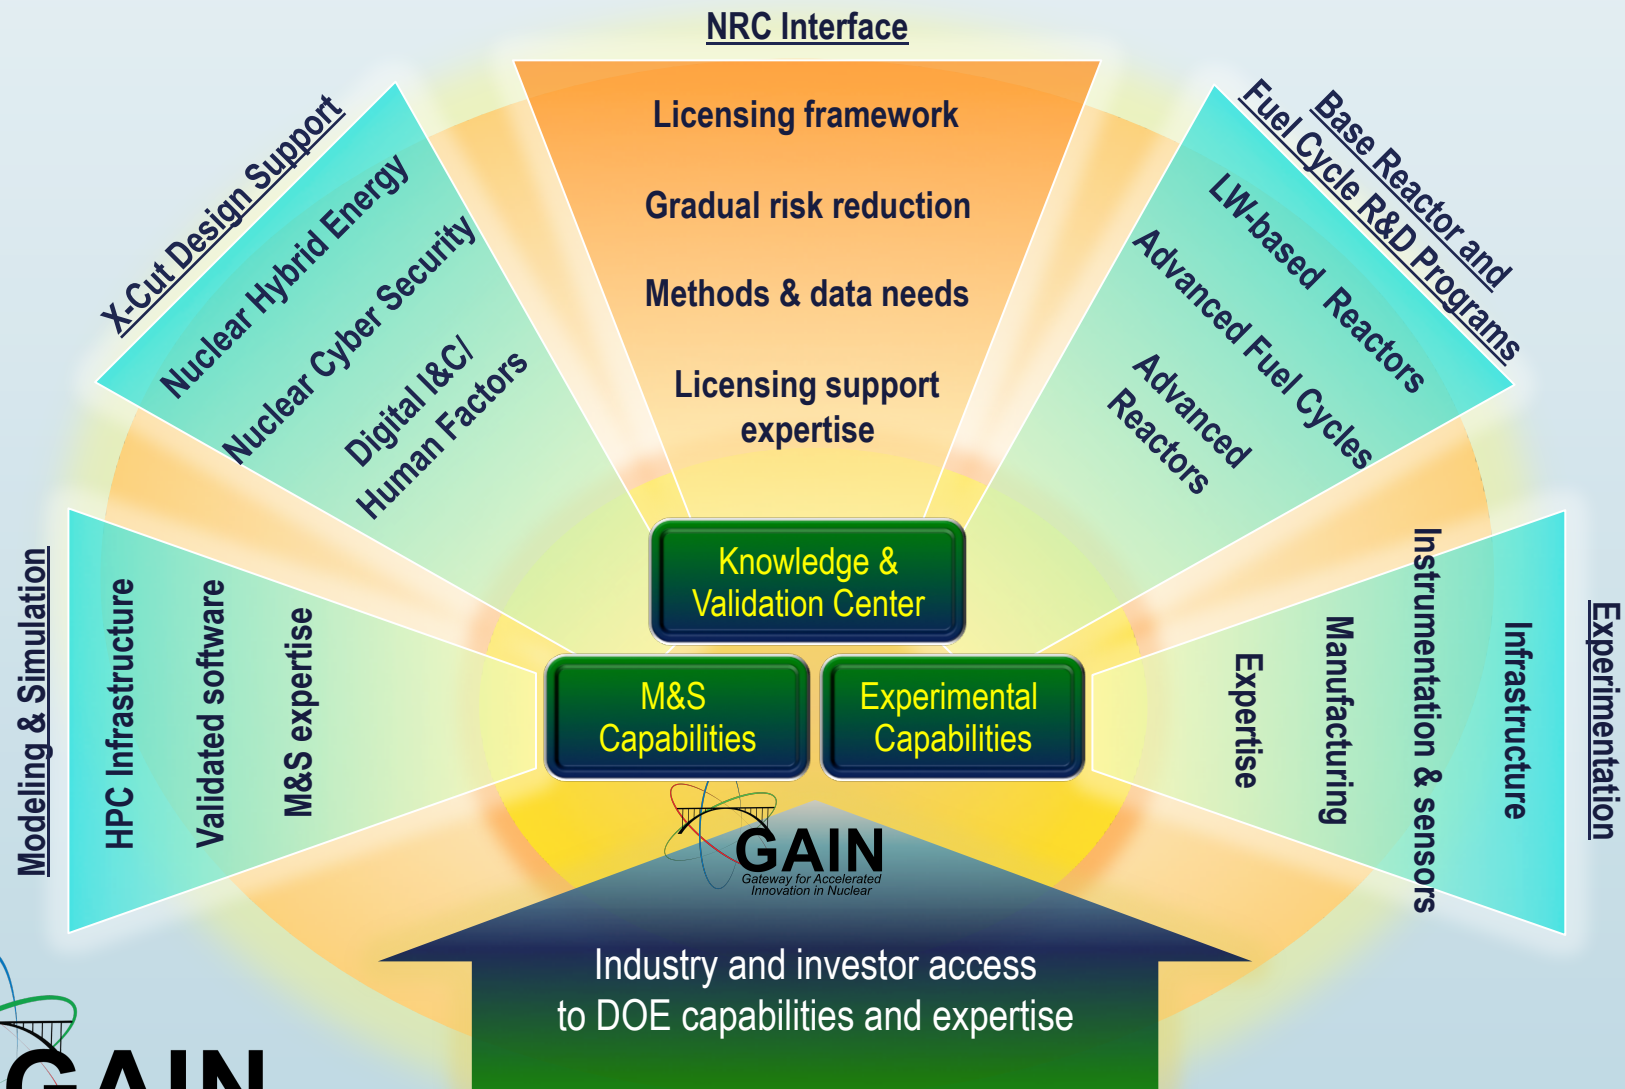 NRC Interface
Licensing framework
Gradual risk reduction
Methods & data needs
Licensing support
expertise
X-Cut Design Support
Nuclear Hybrid Energy
Nuclear Cyber Security
Digital I&C/
Human Factors
Base Reactor and
Fuel Cycle R&D Programs
LW-based Reactors
Advanced Fuel Cycles
Advanced
Reactors
Modeling & Simulation
HPC Infrastructure
Validated software
M&S expertise
Knowledge &
Validation Center
M&S
Capabilities
Experimental
Capabilities
Expertise
Manufacturing
Instrumentation & sensors
Infrastructure
Experimentation
GAIN
Gateway for Accelerated
Innovation in Nuclear
Industry and investor access
to DOE capabilities and expertise
GAIN